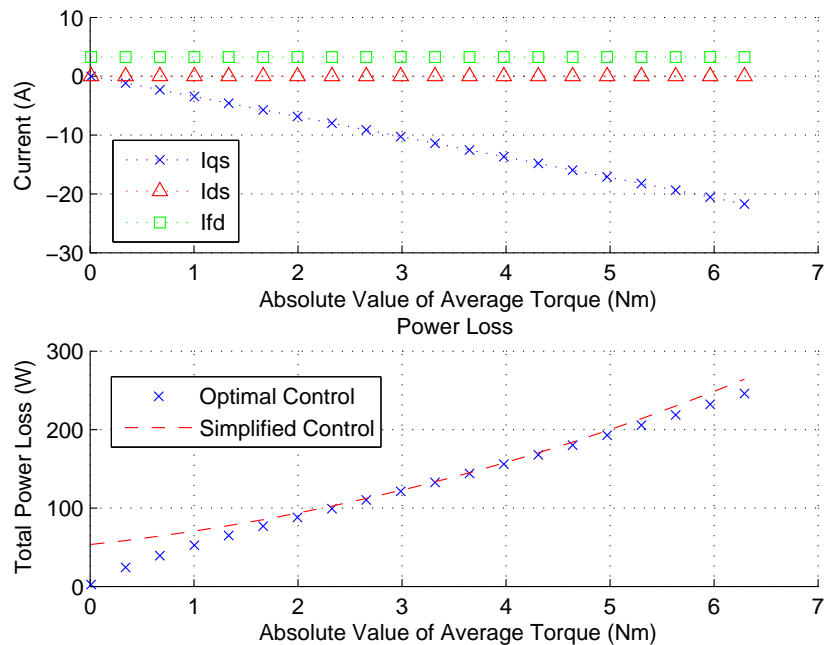 10
0
−10
−20
−30
Current (A)
Iqs
Ids
Ifd
0 1 2 3 4 5 6 7
Absolute Value of Average Torque (Nm)
Power Loss
300
200
100
0
Total Power Loss (W)
Optimal Control
Simplified Control
0 1 2 3 4 5 6 7
Absolute Value of Average Torque (Nm)